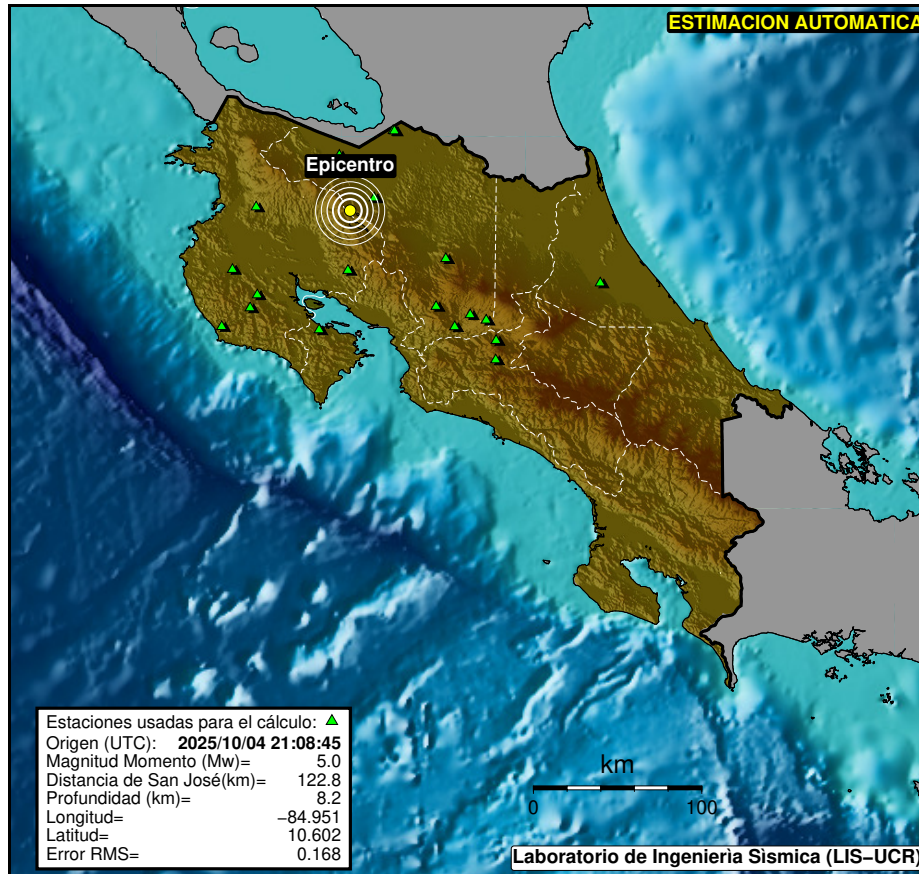 ESTIMACION AUTOMATICA
Epicentro
Estaciones usadas para el cálculo:
Origen (UTC): 2025/10/04 21:08:45
Magnitud Momento (Mw)= 5.0
Distancia de San José(km)= 122.8
Profundidad (km)= 8.2
Longitud= −84.951
Latitud= 10.602
Error RMS= 0.168
km
0 100
Laboratorio de Ingenierìa Sìsmica (LIS−UCR)